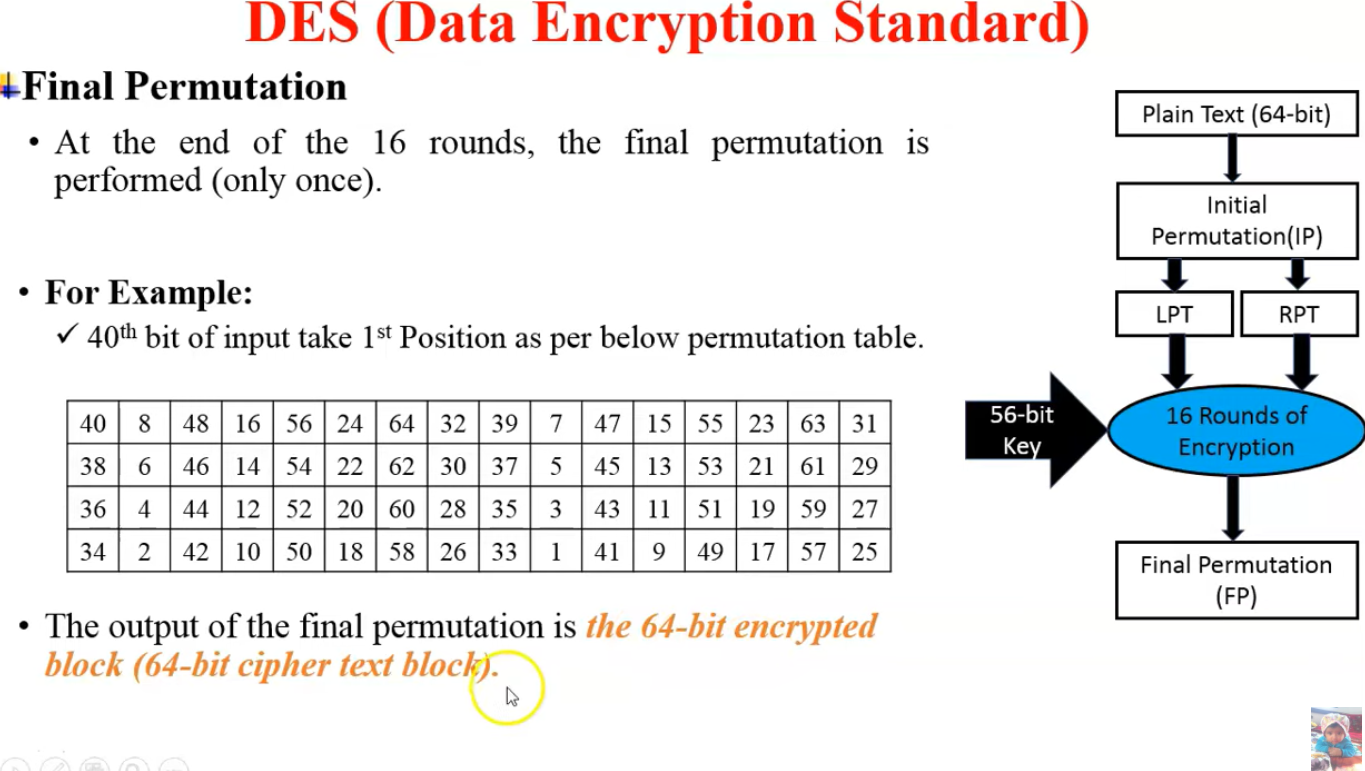 DES (Data Encryption Standard)
Final Permutation
• At the end of the 16 rounds, the final permutation is
performed (only once).
• For Example:
✓ 40th bit of input take 1st Position as per below permutation table.
40 8 48 16 56 24 64 32 39 7 47 15 55 23 63 31
38 6 46 14 54 22 62 30 37 5 45 13 53 21 61 29
36 4 44 12 52 20 60 28 35 3 43 11 51 19 59 27
34 2 42 10 50 18 58 26 33 1 41 9 49 17 57 25
• The output of the final permutation is the 64-bit encrypted
block (64-bit cipher text block).
Plain Text (64-bit)
Initial
Permutation(IP)
LPT
RPT
56-bit
Key
16 Rounds of
Encryption
Final Permutation
(FP)